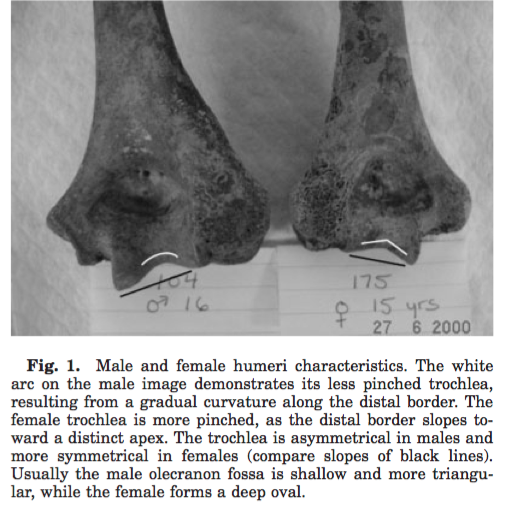 104
♂ 16
175
♀ 15 yrs
27 6 2000
Fig. 1. Male and female humeri characteristics. The white
arc on the male image demonstrates its less pinched trochlea,
resulting from a gradual curvature along the distal border. The
female trochlea is more pinched, as the distal border slopes to-
ward a distinct apex. The trochlea is asymmetrical in males and
more symmetrical in females (compare slopes of black lines).
Usually the male olecranon fossa is shallow and more triangu-
lar, while the female forms a deep oval.